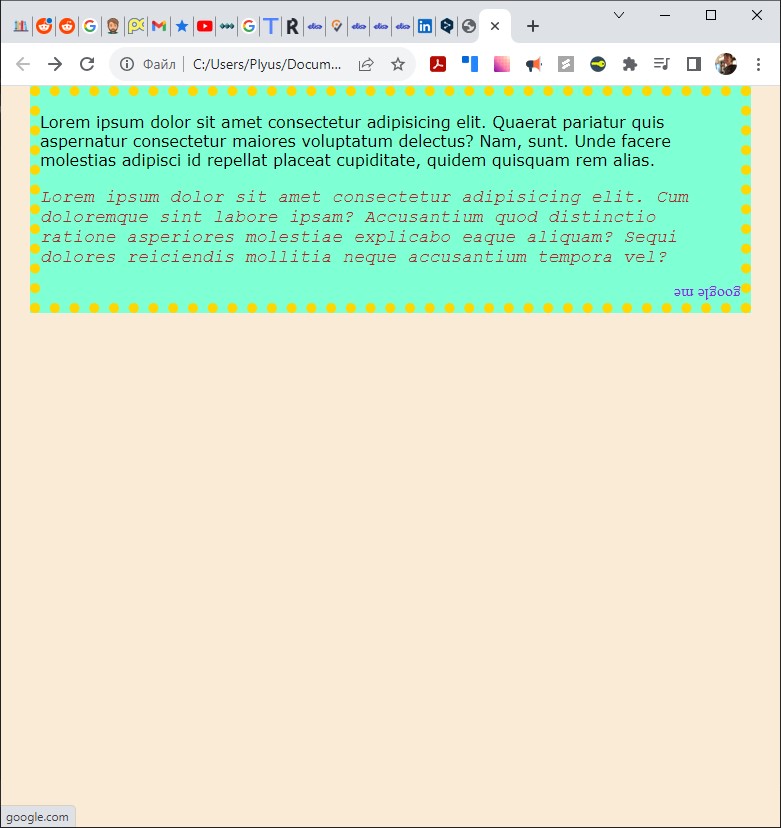 Файл
C:/Users/Plyus/Docum...
Lorem ipsum dolor sit amet consectetur adipisicing elit. Quaerat pariatur quis
aspernatur consectetur maiores voluptatum delectus? Nam, sunt. Unde facere
molestias adipisci id repellat placeat cupiditate, quidem quisquam rem alias.
Lorem ipsum dolor sit amet consectetur adipisicing elit. Cum
doloremque sint labore ipsam? Accusantium quod distinctio
ratione asperiores molestiae explicabo eaque aliquam? Sequi
dolores reiciendis mollitia neque accusantium tempora vel?
google me
google.com